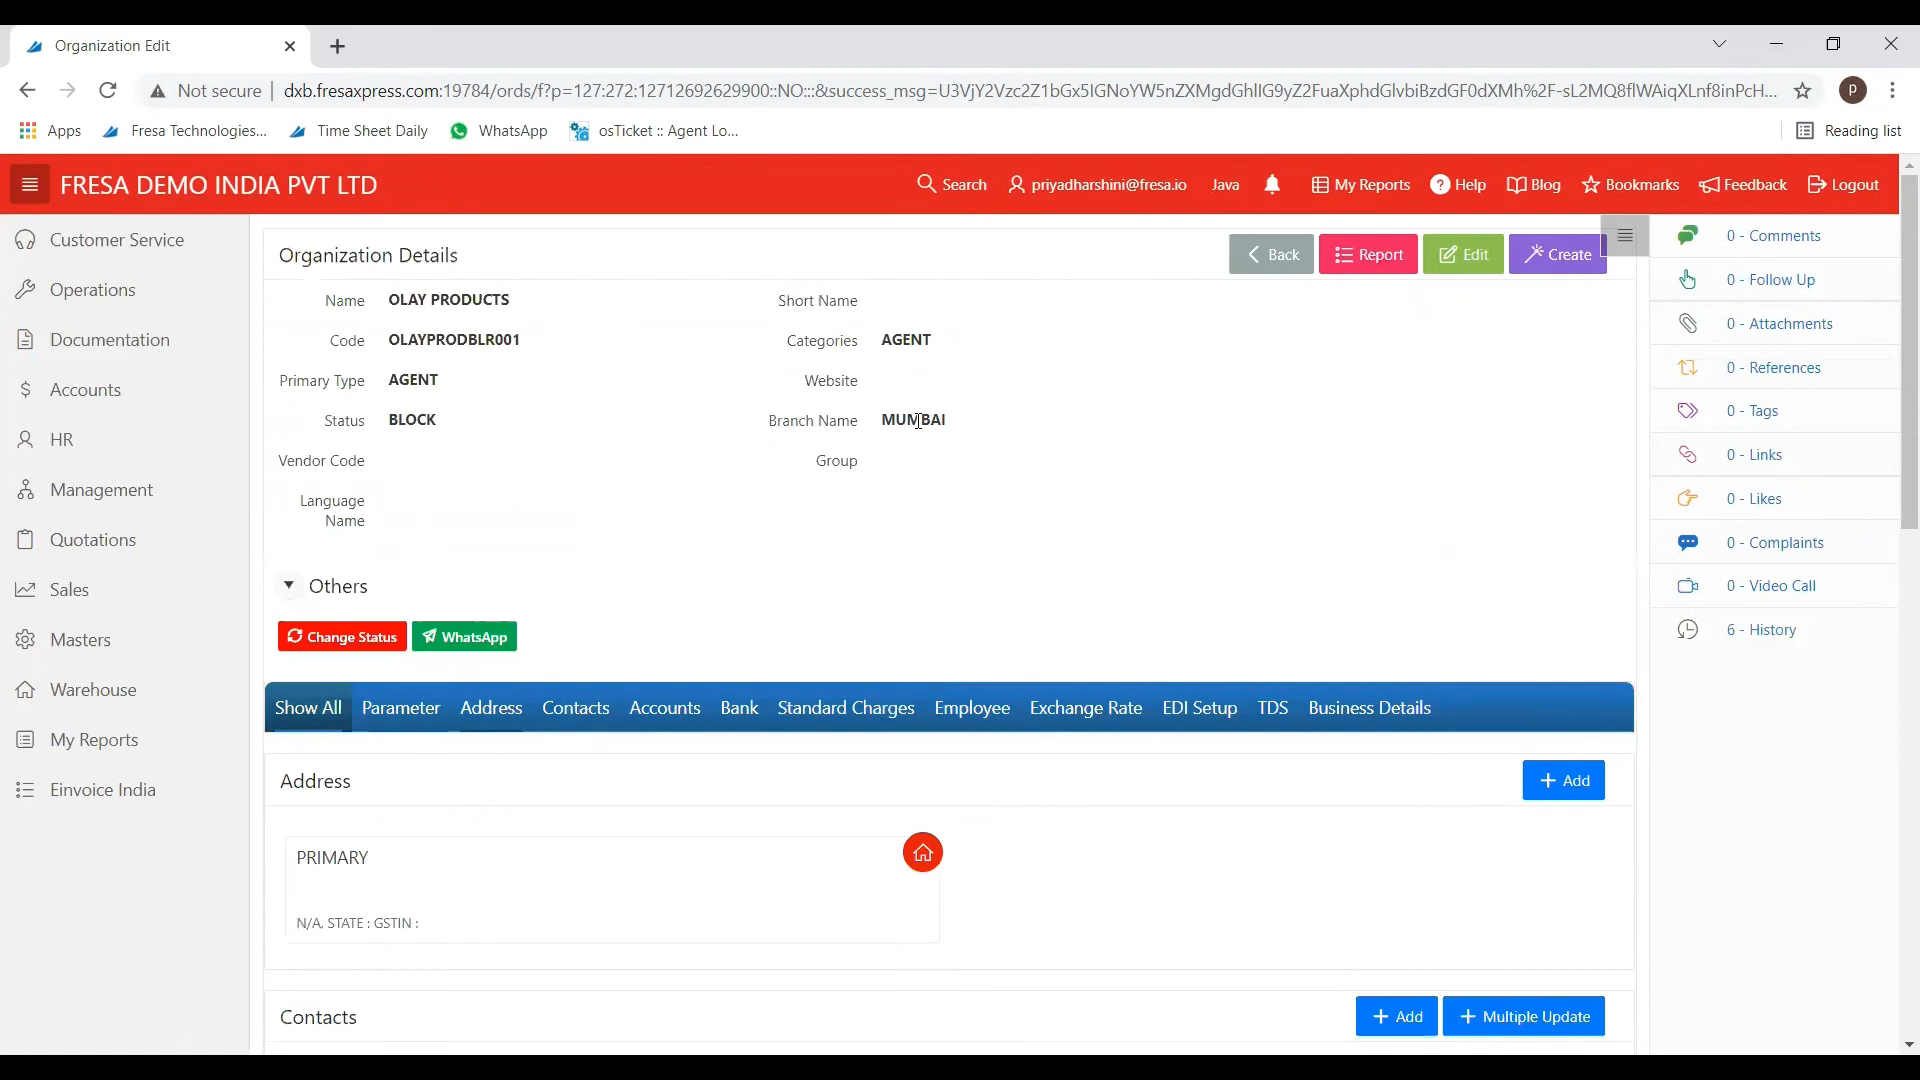 Organization Edit
Not secure
dxb.fresaxpress.com:19784/ords/f?p=127:272:12712692629900::NO:::&success_msg=
Apps
Fresa Technologies...
Time Sheet Daily
WhatsApp
osTicket :: Agent Lo...
Reading list
P
FRESA DEMO INDIA PVT LTD
Search
priyadharshini@fresa.io
Java
My Reports
Help
Blog
Bookmarks
Feedback
Logout
Customer Service
Operations
Documentation
Accounts
HR
Management
Quotations
Sales
Masters
Warehouse
My Reports
Einvoice India
Organization Details
Back
Report
Edit
Create
Name OLAY PRODUCTS
Short Name
Code OLAYPRODBLR001
Categories AGENT
Primary Type AGENT
Website
Status BLOCK
Branch Name MUMBAI
Vendor Code
Group
Language
Name
Others
Change Status
WhatsApp
Show All Parameter Address Contacts Accounts Bank Standard Charges Employee Exchange Rate EDI Setup TDS Business Details
Address
Add
PRIMARY
N/A, STATE : GSTIN :
Contacts
Add
Multiple Update
0 - Comments
0 - Follow Up
0 - Attachments
0 - References
0 - Tags
0 - Links
0 - Likes
0 - Complaints
0 - Video Call
6 - History